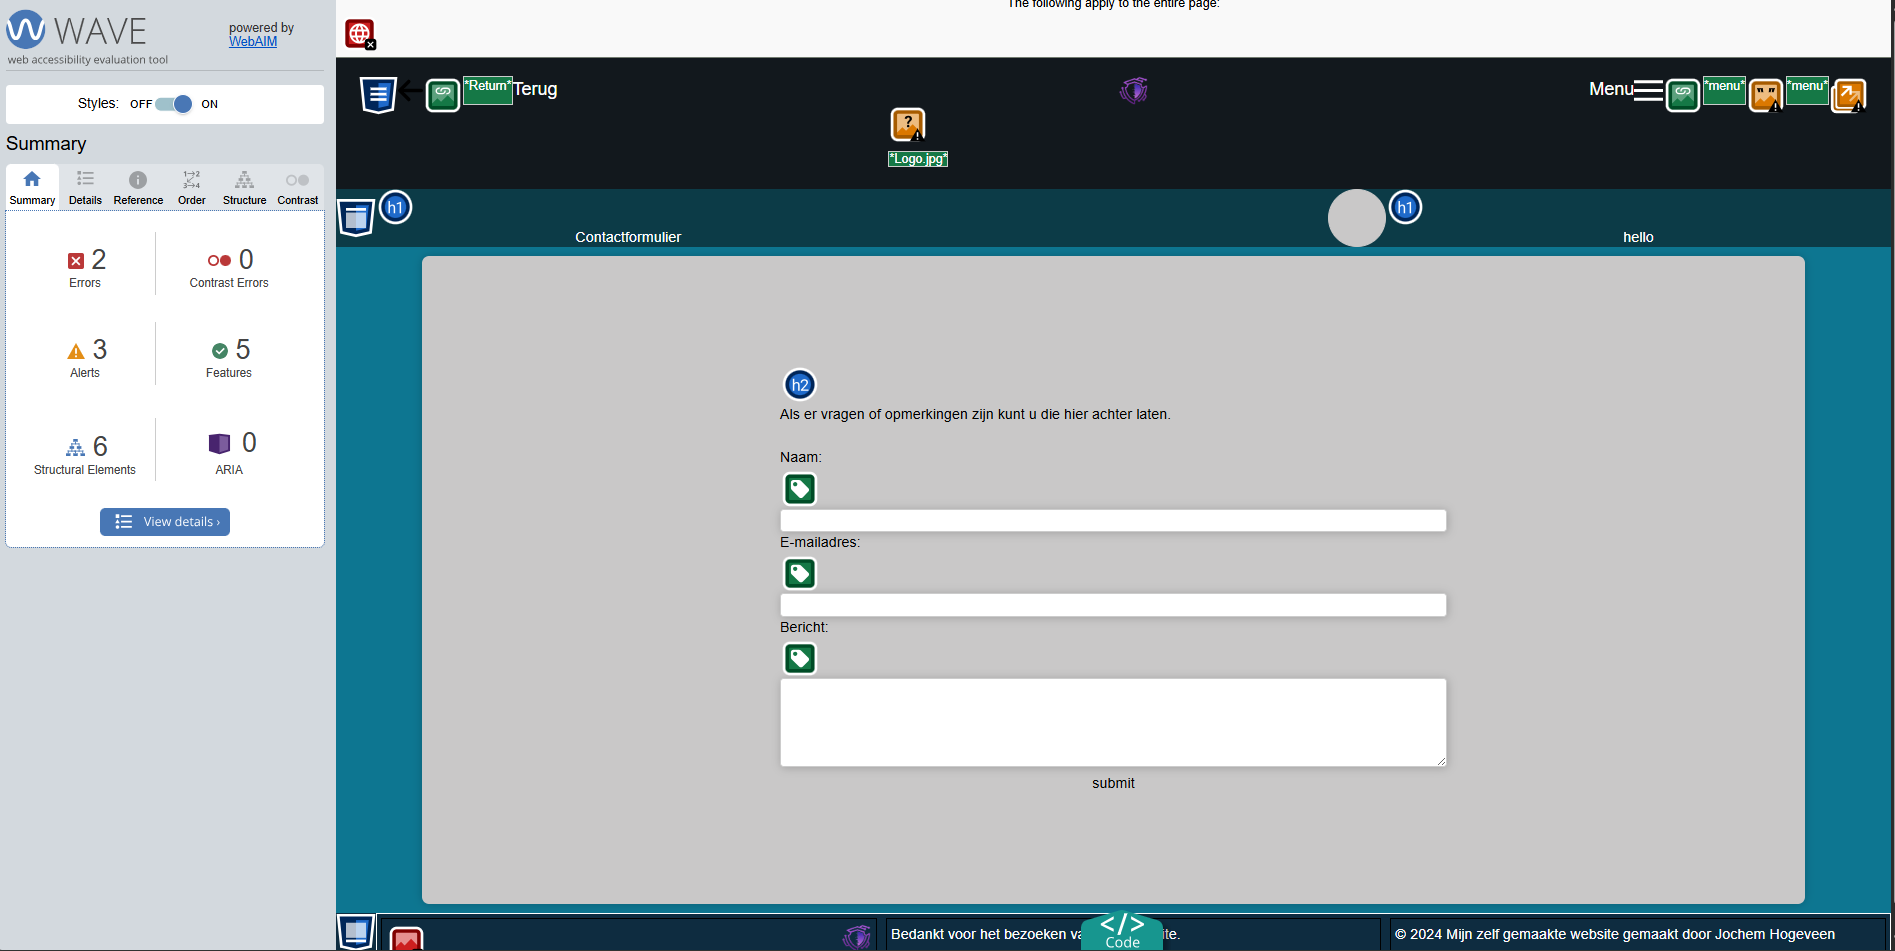 WAVE
web accessibility evaluation tool
powered by
WebAIM
Styles: OFF ON
Summary
Summary Details Reference Order Structure Contrast
2
Errors
0
Contrast Errors
3
Alerts
5
Features
6
Structural Elements
0
ARIA
View details ›
The following apply to the entire page:
*Return* Terug
*Logo.jpg*
Menu *menu* *menu*
h1 Contactformulier
h1 hello
h2
Als er vragen of opmerkingen zijn kunt u die hier achter laten.
Naam:
E-mailadres:
Bericht:
submit
Bedankt voor het bezoeken
</>
Code
© 2024 Mijn zelf gemaakte website gemaakt door Jochem Hogeveen